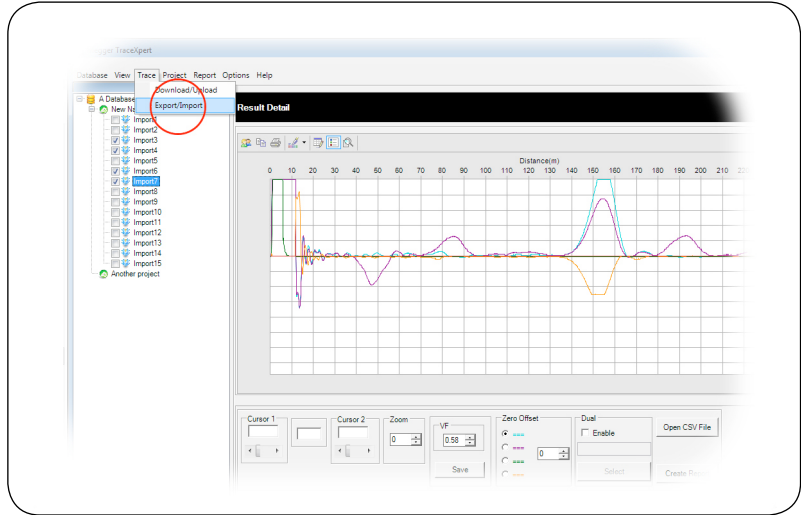 TraceXpert
Database View Trace Project Report Options Help
Download/Upload
Export/Import
A Database
New Na
Import1
Import2
Import3
Import4
Import5
Import6
Import7
Import8
Import9
Import10
Import11
Import12
Import13
Import14
Import15
Another project
Result Detail
Distance(m)
0 10 20 30 40 50 60 70 80 90 100 110 120 130 140 150 160 170 180 190 200 210
Cursor 1
Cursor 2
Zoom
0
VF
0.58
Save
Zero Offset
0
Dual
Enable
Select
Open CSV File
Create